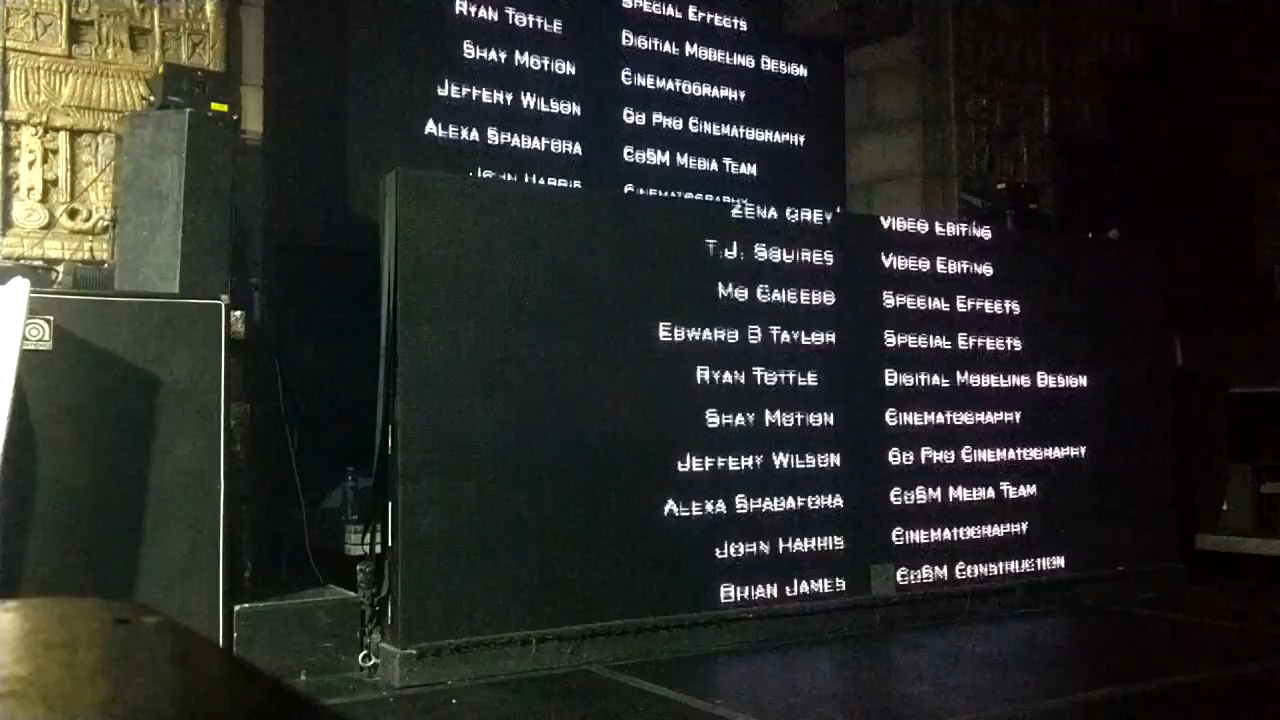 Ryan Tottle Special Effects
Shay Motion Digital Modeling Design
Jeffery Wilson Cinematography
Alexa Spadafora Go Pro Cinematography
John Harris CoSM Media Team
Cinematography
Zena Grey Video Editing
T.J. Squires Video Editing
Mo Caicedo Special Effects
Edward B Taylor Special Effects
Ryan Tottle Digital Modeling Design
Shay Motion Cinematography
Jeffery Wilson Go Pro Cinematography
Alexa Spadafora CoSM Media Team
John Harris Cinematography
Brian James CoSM Construction